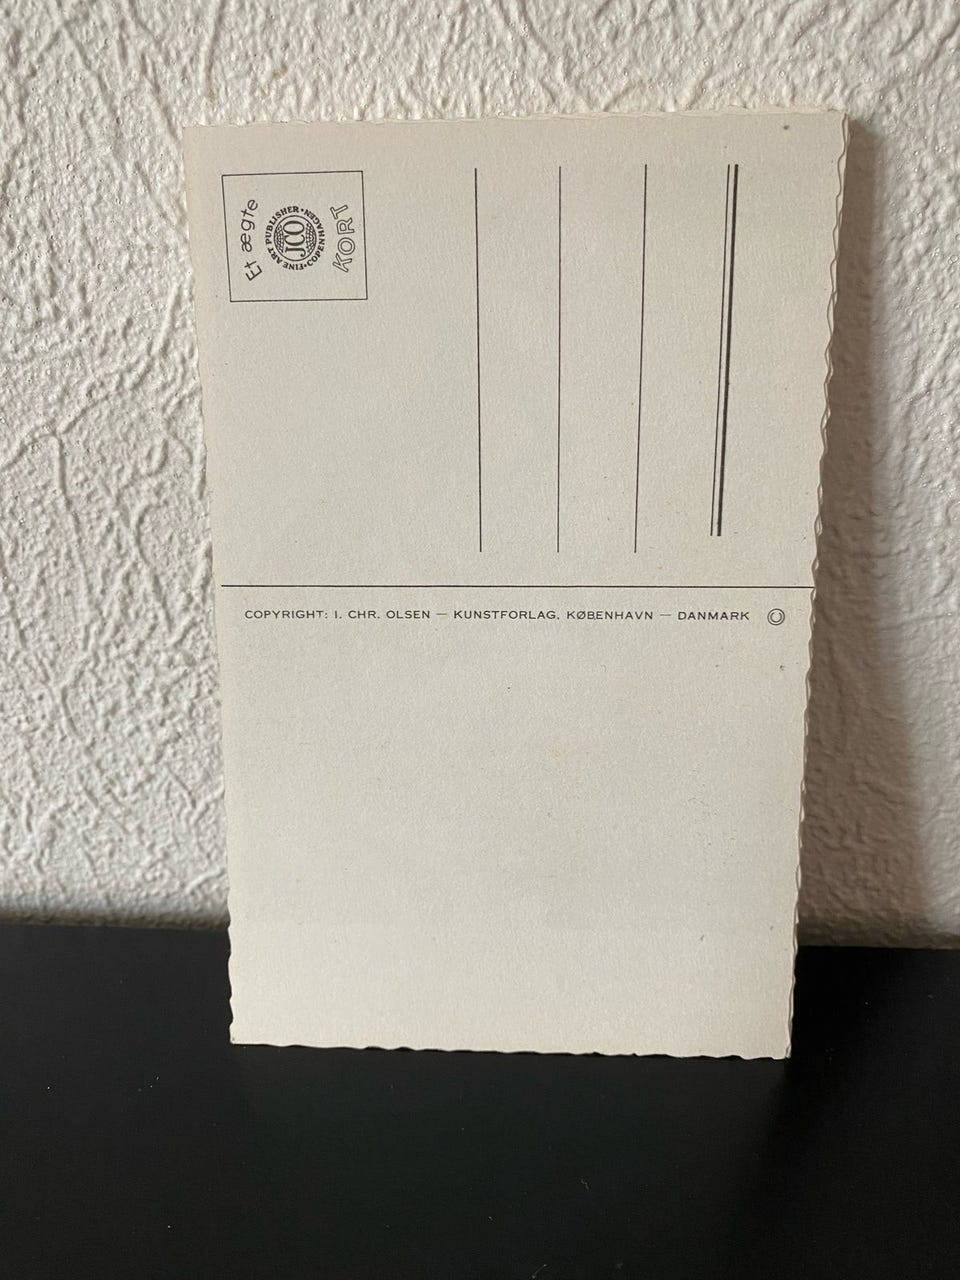 Et ægte
FINE ART PUBLISHER • COPENHAGEN •
JCO
KORT
COPYRIGHT: I. CHR. OLSEN — KUNSTFORLAG, KØBENHAVN — DANMARK ©